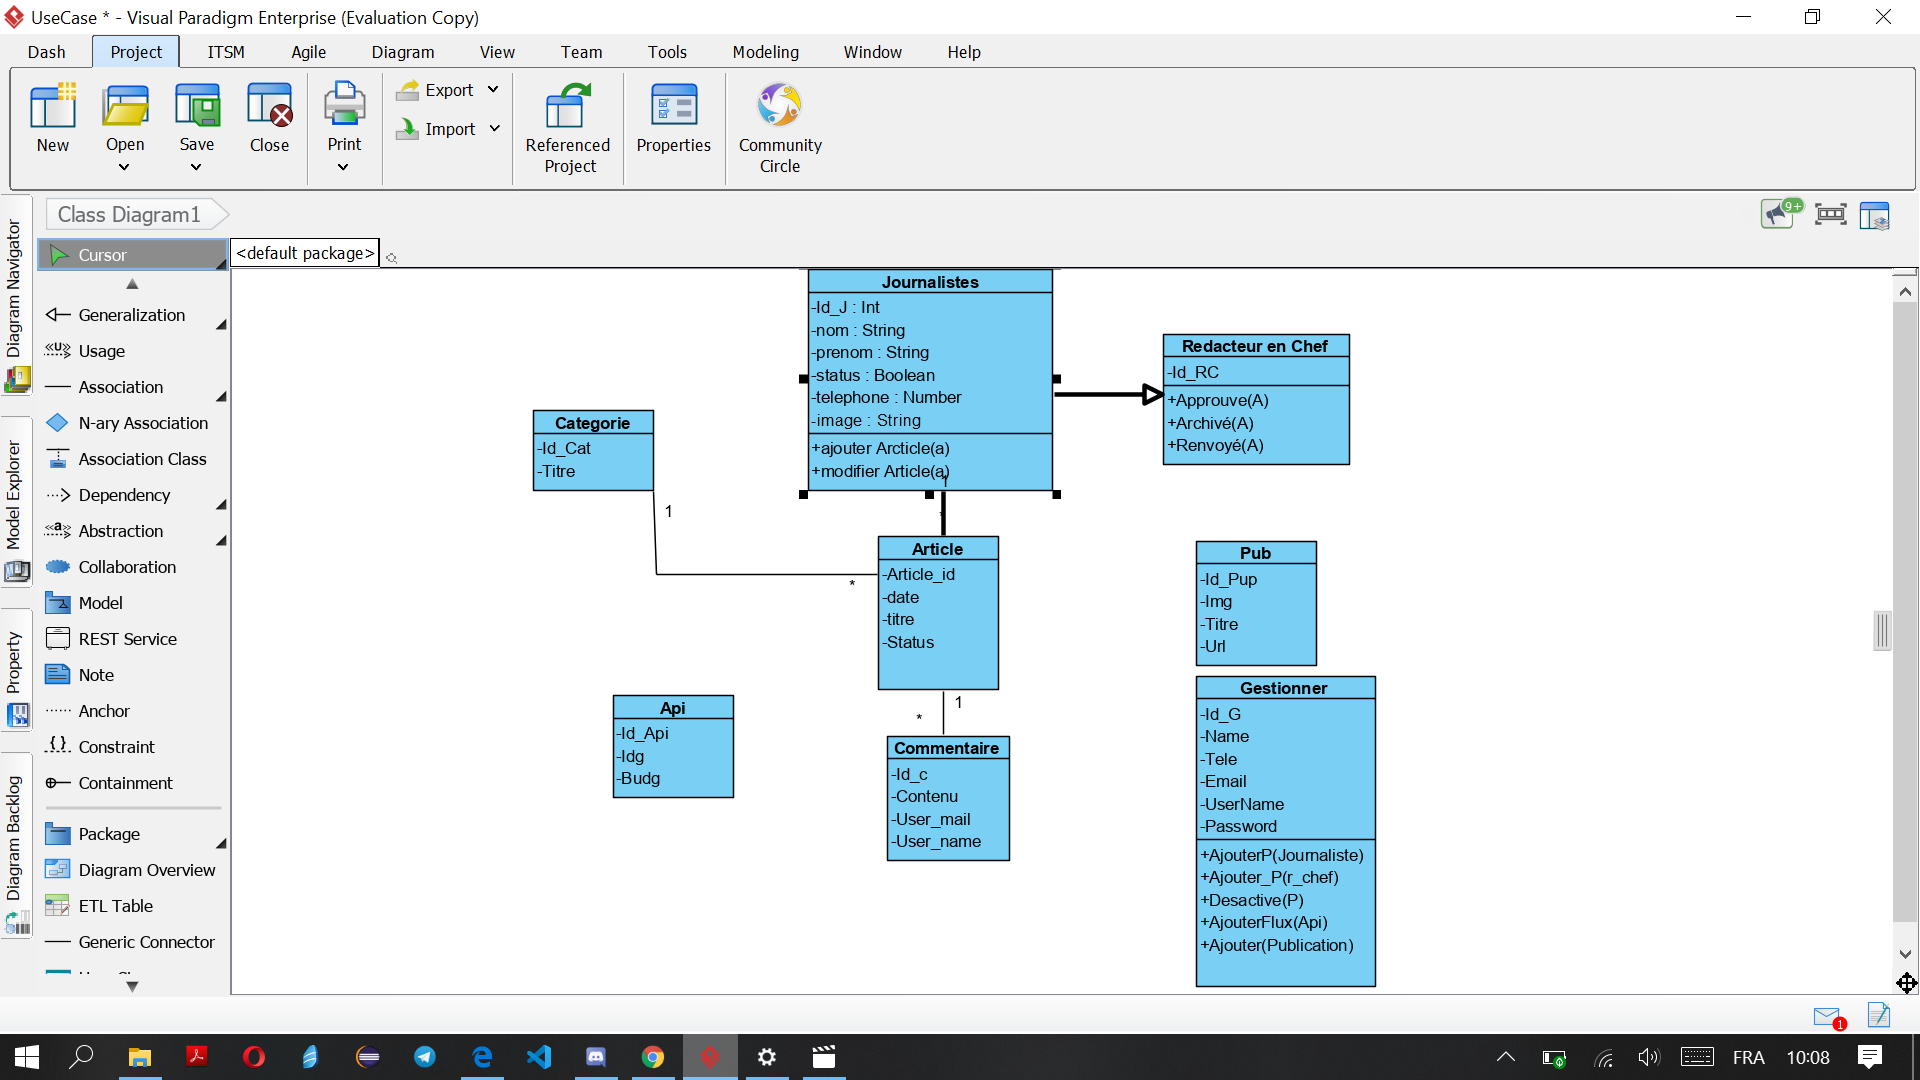 UseCase * - Visual Paradigm Enterprise (Evaluation Copy)
Dash
Project
ITSM
Agile
Diagram
View
Team
Tools
Modeling
Window
Help
New
Open
Save
Close
Print
Export
Import
Referenced
Project
Properties
Community
Circle
Diagram Navigator
Model Explorer
Property
Diagram Backlog
Class Diagram1
9+
Cursor
<default package>
Generalization
Usage
Association
N-ary Association
Association Class
Dependency
Abstraction
Collaboration
Model
REST Service
Note
Anchor
Constraint
Containment
Package
Diagram Overview
ETL Table
Generic Connector
Journalistes
-Id_J : Int
-nom : String
-prenom : String
-status : Boolean
-telephone : Number
-image : String
+ajouter Arcticle(a)
+modifier Article(a)
1
Redacteur en Chef
-Id_RC
+Approuve(A)
+Archivé(A)
+Renvoyé(A)
Categorie
-Id_Cat
-Titre
1
*
Article
-Article_id
-date
-titre
-Status
1
*
Pub
-Id_Pup
-Img
-Titre
-Url
Api
-Id_Api
-Idg
-Budg
Commentaire
-Id_c
-Contenu
-User_mail
-User_name
Gestionner
-Id_G
-Name
-Tele
-Email
-UserName
-Password
+AjouterP(Journaliste)
+Ajouter_P(r_chef)
+Desactive(P)
+AjouterFlux(Api)
+Ajouter(Publication)
1
FRA
10:08